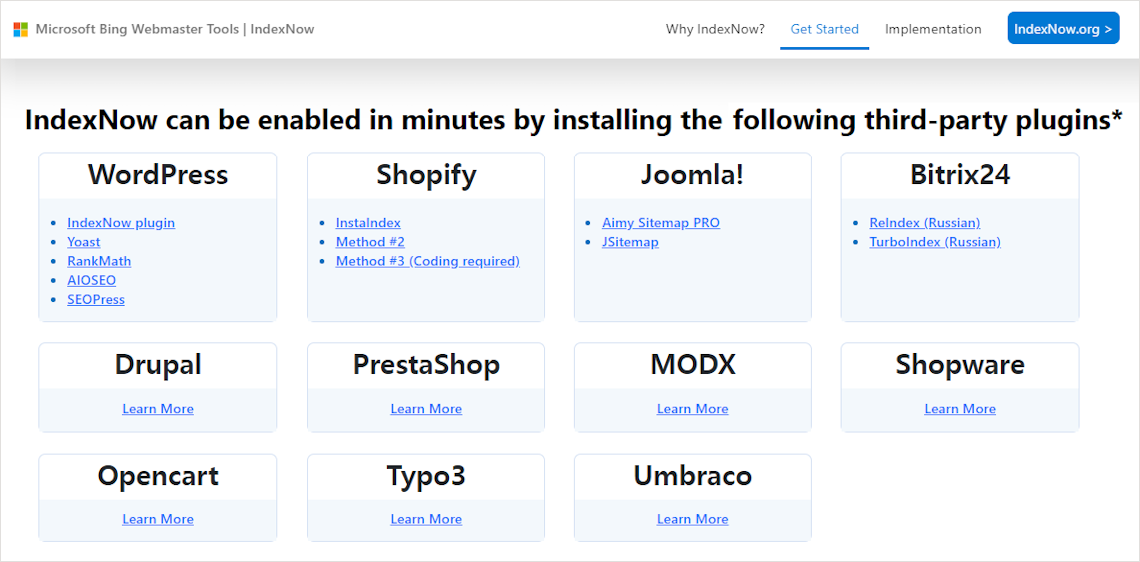 Microsoft Bing Webmaster Tools | IndexNow
Why IndexNow?
Get Started
Implementation
IndexNow.org >
IndexNow can be enabled in minutes by installing the following third-party plugins*
WordPress
IndexNow plugin
Yoast
RankMath
AIOSEO
SEOPress
Shopify
InstaIndex
Method #2
Method #3 (Coding required)
Joomla!
Aimy Sitemap PRO
JSitemap
Bitrix24
ReIndex (Russian)
TurboIndex (Russian)
Drupal
Learn More
PrestaShop
Learn More
MODX
Learn More
Shopware
Learn More
Opencart
Learn More
Typo3
Learn More
Umbraco
Learn More